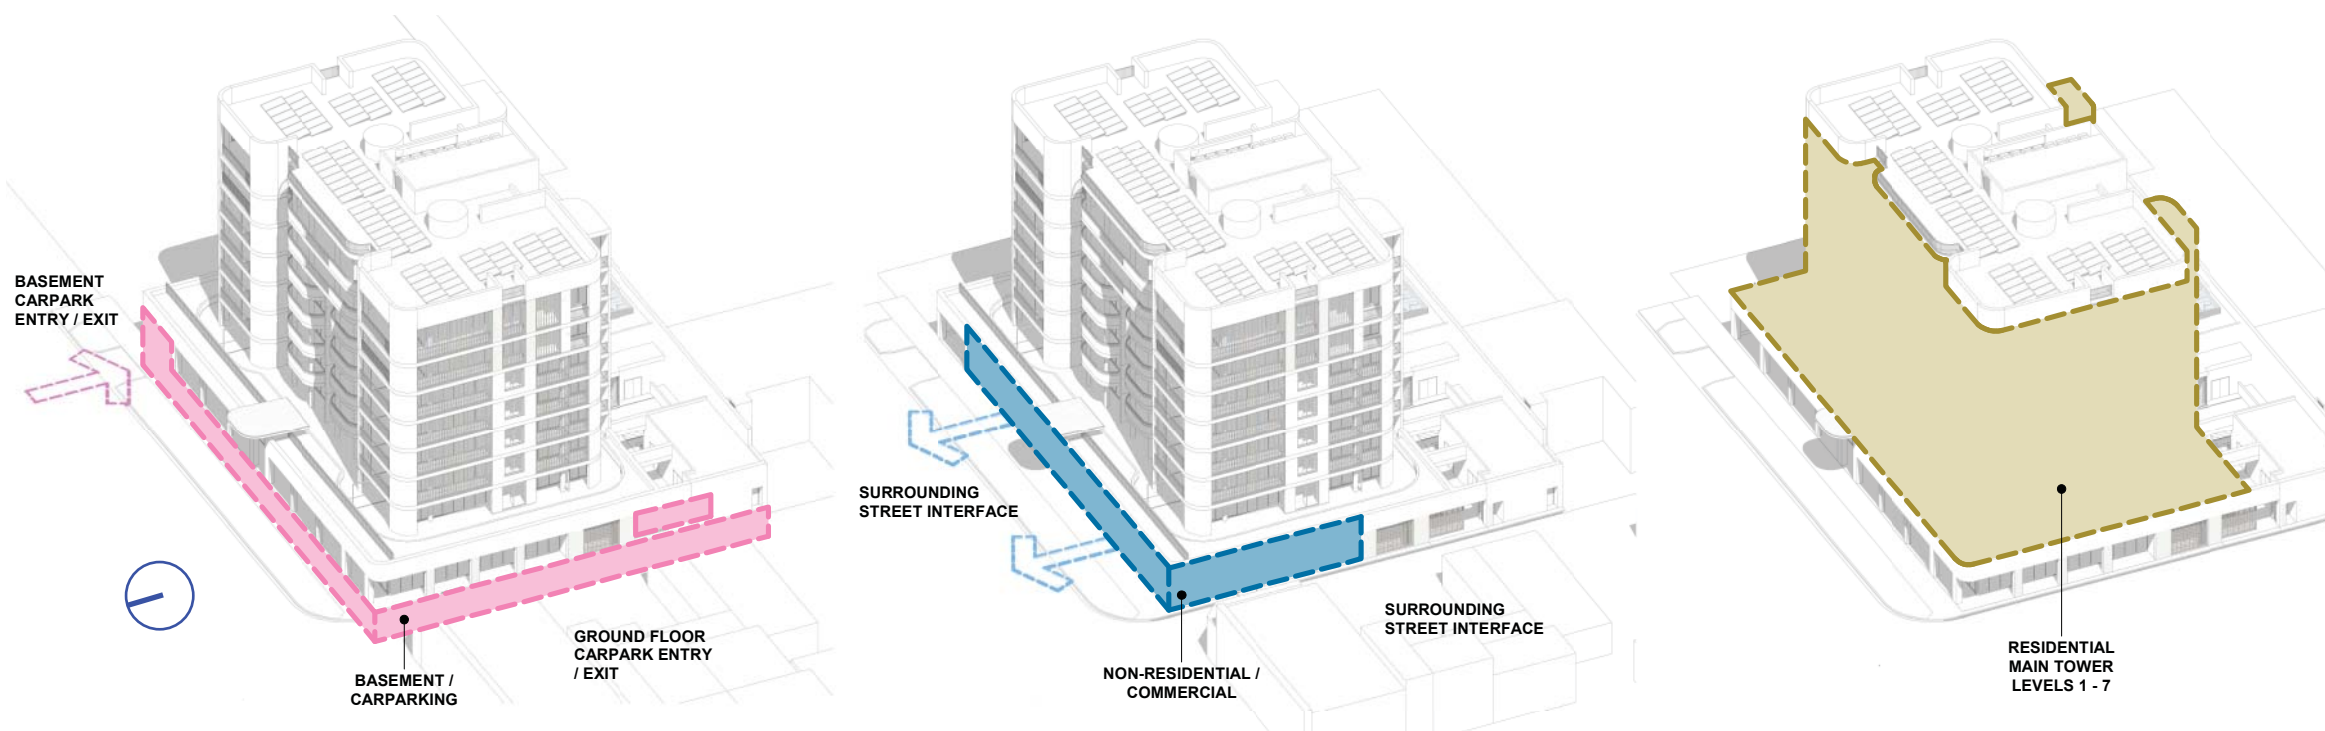 BASEMENT
CARPARK
ENTRY / EXIT
BASEMENT /
CARPARKING
GROUND FLOOR
CARPARK ENTRY
/ EXIT
SURROUNDING
STREET INTERFACE
NON-RESIDENTIAL /
COMMERCIAL
SURROUNDING
STREET INTERFACE
RESIDENTIAL
MAIN TOWER
LEVELS 1 - 7